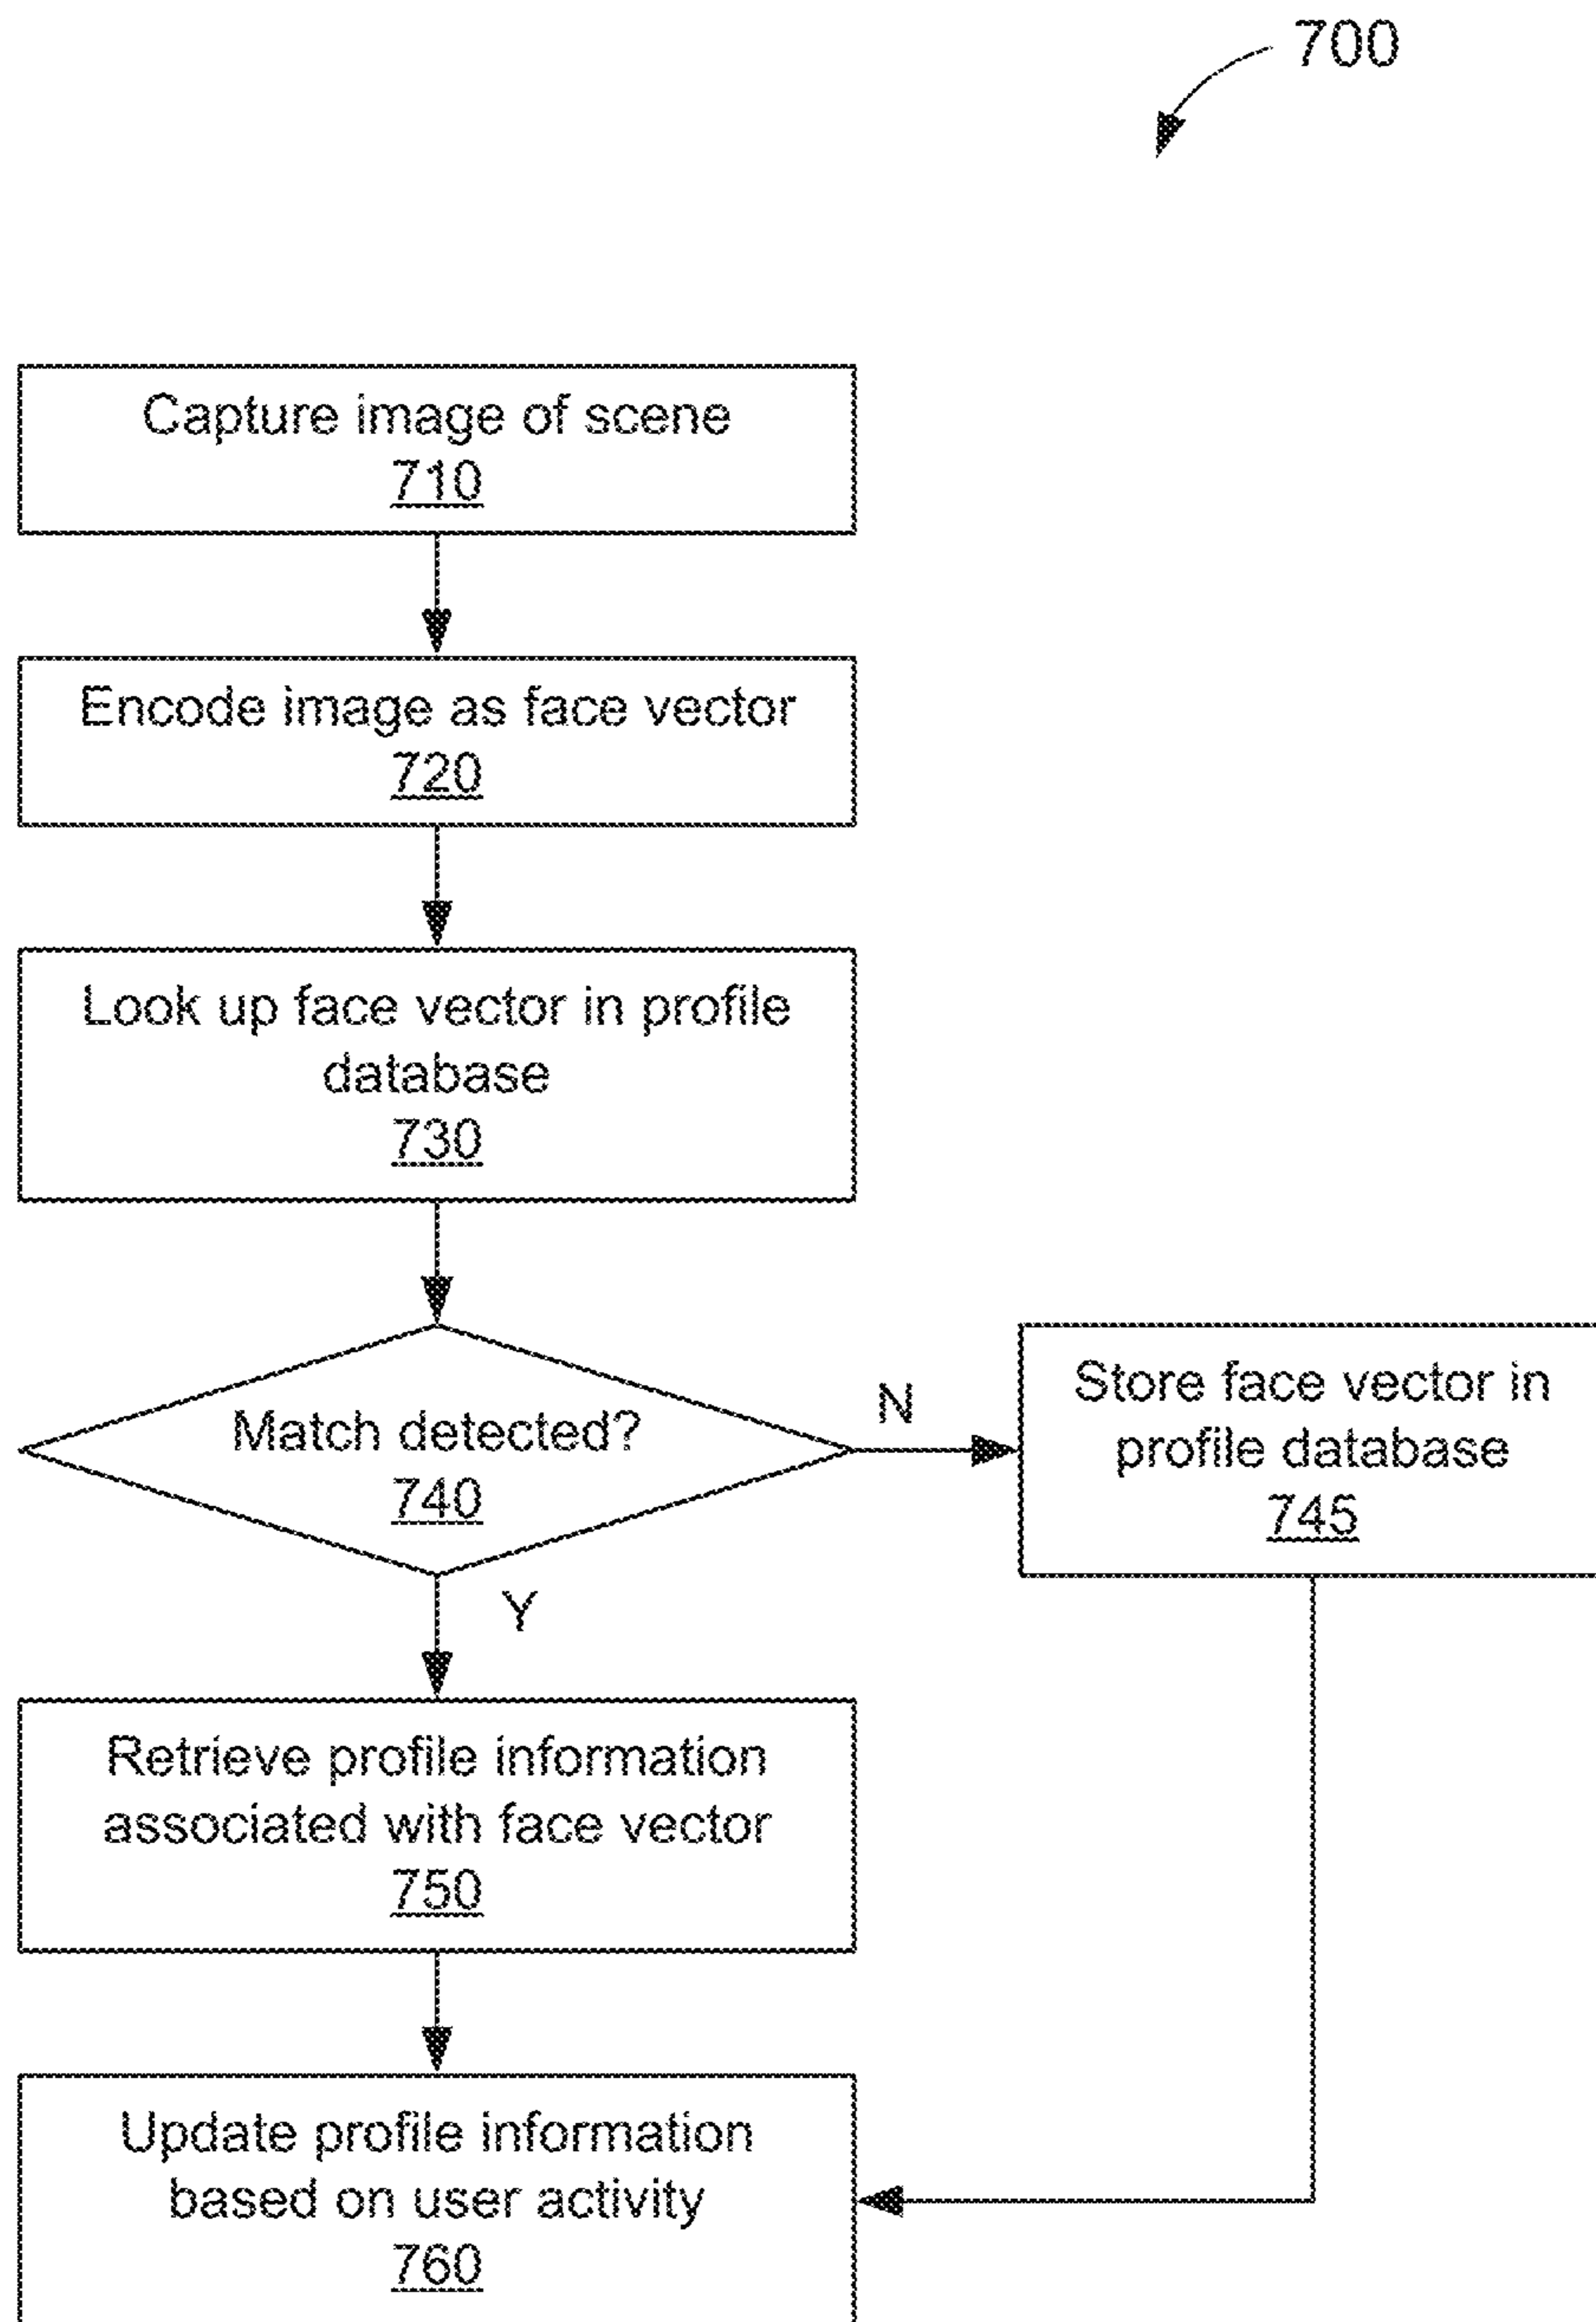 700
Capture image of scene
710
Encode image as face vector
720
Look up face vector in profile
database
730
Match detected?
740
N
Store face vector in
profile database
745
Y
Retrieve profile information
associated with face vector
750
Update profile information
based on user activity
760